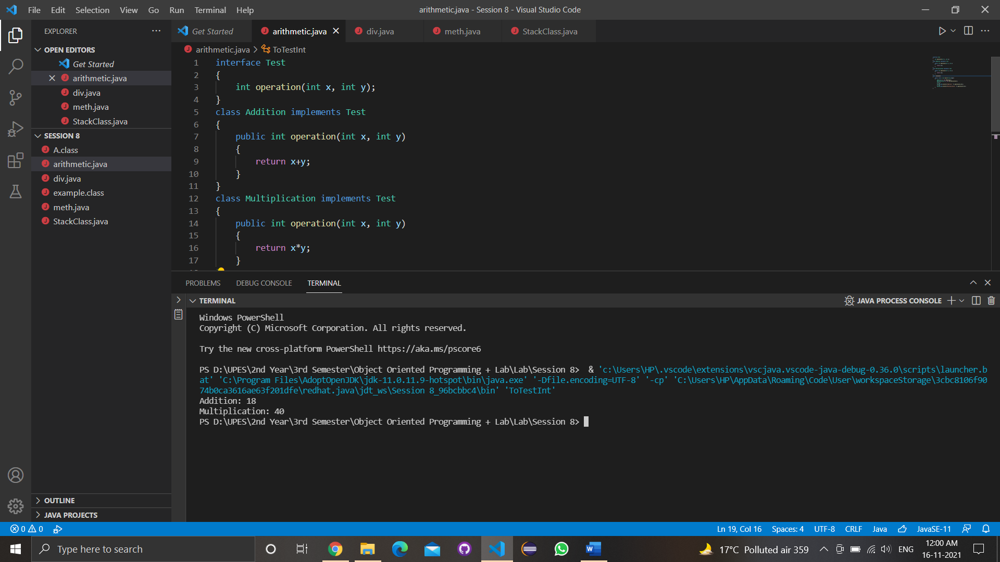 File Edit Selection View Go Run Terminal Help
arithmetic.java - Session 8 - Visual Studio Code
EXPLORER
OPEN EDITORS
Get Started
arithmetic.java
div.java
meth.java
StackClass.java
SESSION 8
A.class
arithmetic.java
div.java
example.class
meth.java
StackClass.java
OUTLINE
JAVA PROJECTS
Get Started arithmetic.java div.java meth.java StackClass.java
arithmetic.java > ToTestInt
1 interface Test
2 {
3 int operation(int x, int y);
4 }
5 class Addition implements Test
6 {
7 public int operation(int x, int y)
8 {
9 return x+y;
10 }
11 }
12 class Multiplication implements Test
13 {
14 public int operation(int x, int y)
15 {
16 return x*y;
17 }
PROBLEMS DEBUG CONSOLE TERMINAL
TERMINAL
JAVA PROCESS CONSOLE
Windows PowerShell
Copyright (C) Microsoft Corporation. All rights reserved.
Try the new cross-platform PowerShell https://aka.ms/pscore6
PS D:\UPES\2nd Year\3rd Semester\Object Oriented Programming + Lab\Lab\Session 8> & 'c:\Users\HP\.vscode\extensions\vscjava.vscode-java-debug-0.36.0\scripts\launcher.b
at' 'C:\Program Files\AdoptOpenJDK\jdk-11.0.11.9-hotspot\bin\java.exe' '-Dfile.encoding=UTF-8' '-cp' 'C:\Users\HP\AppData\Roaming\Code\User\workspaceStorage\3cbc8106f90
74b0ca3616ae63f201dfe\redhat.java\jdt_ws\Session 8_96bcbbc4\bin' 'ToTestInt'
Addition: 18
Multiplication: 40
PS D:\UPES\2nd Year\3rd Semester\Object Oriented Programming + Lab\Lab\Session 8>
0 0
Ln 19, Col 16 Spaces: 4 UTF-8 CRLF Java JavaSE-11
Type here to search
17°C Polluted air 359
ENG
12:00 AM
16-11-2021